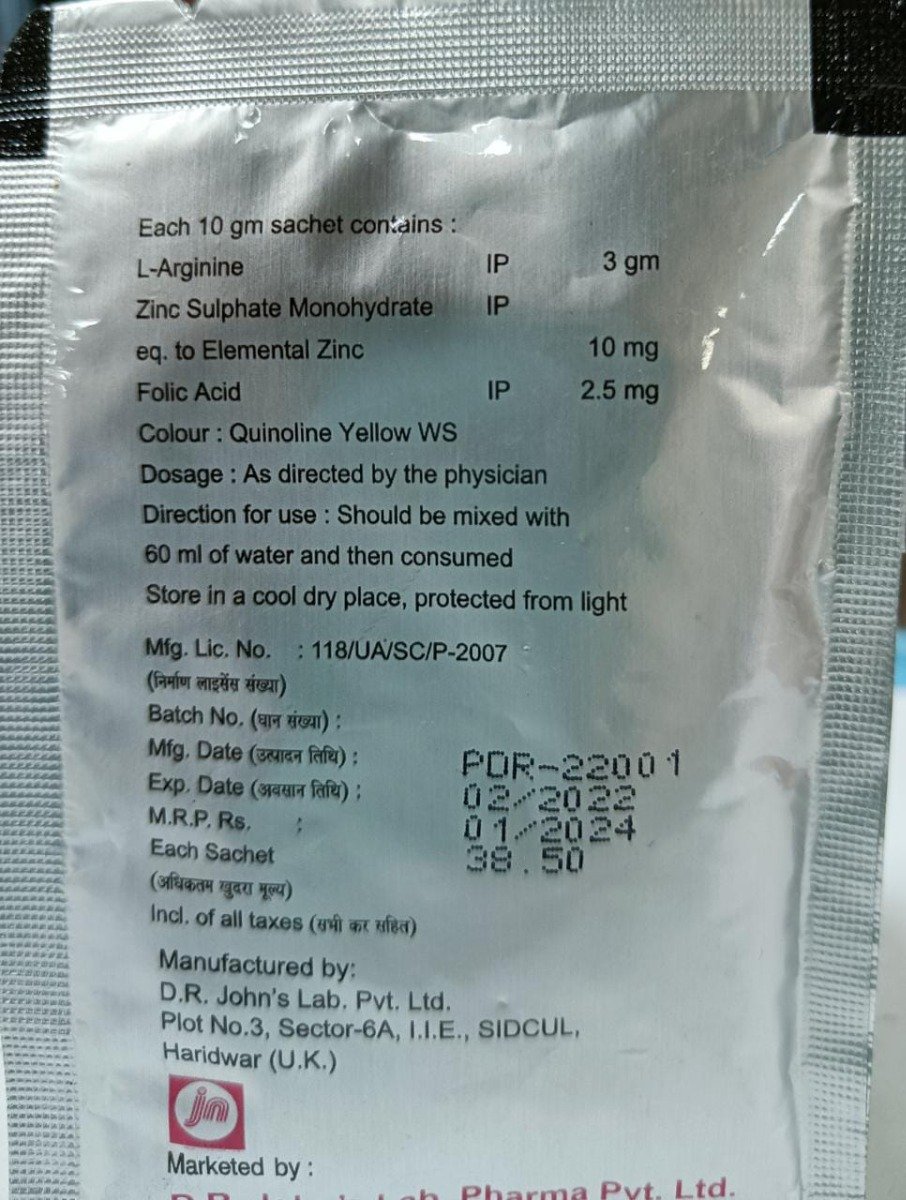 Each 10 gm sachet contains :
L-Arginine IP 3 gm
Zinc Sulphate Monohydrate IP
eq. to Elemental Zinc 10 mg
Folic Acid IP 2.5 mg
Colour : Quinoline Yellow WS
Dosage : As directed by the physician
Direction for use : Should be mixed with
60 ml of water and then consumed
Store in a cool dry place, protected from light
Mfg. Lic. No. : 118/UA/SC/P-2007
(निर्माण लाइसेंस संख्या)
Batch No. (घान संख्या) :
Mfg. Date (उत्पादन तिथि) : PDR-22001
Exp. Date (अवसान तिथि) : 02/2022
M.R.P. Rs. : 01/2024
Each Sachet 38.50
(अधिकतम खुदरा मूल्य)
Incl. of all taxes (सभी कर सहित)
Manufactured by:
D.R. John's Lab. Pvt. Ltd.
Plot No.3, Sector-6A, I.I.E., SIDCUL,
Haridwar (U.K.)
jn
Marketed by :
Pharma Pvt. Ltd.